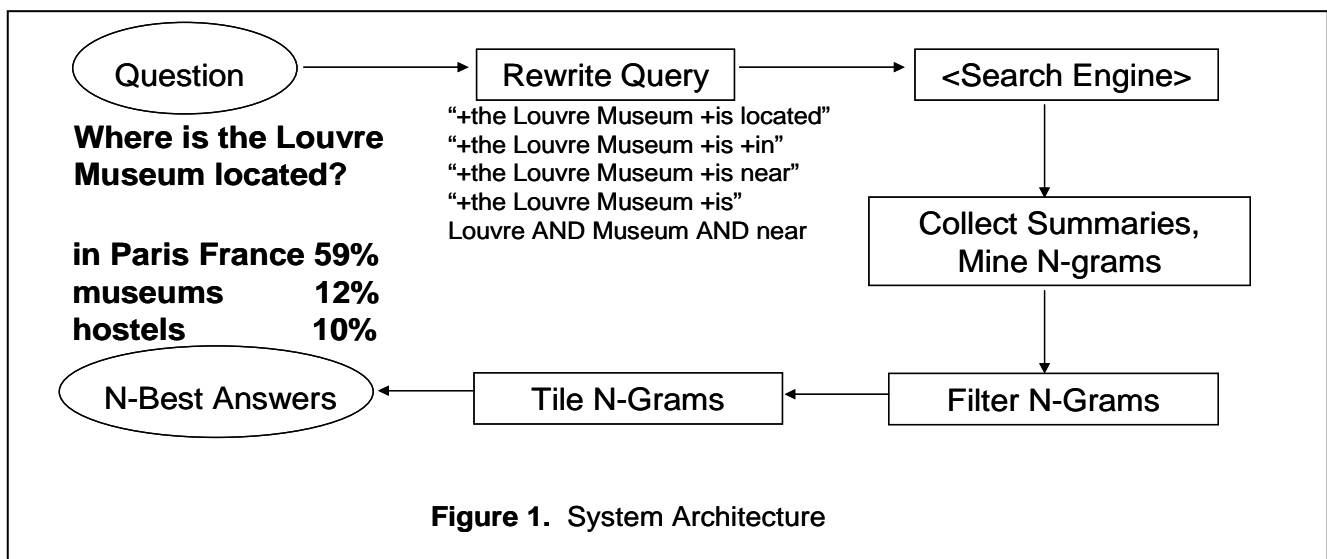 Question
Rewrite Query
<Search Engine>
Where is the Louvre
Museum located?
“+the Louvre Museum +is located”
“+the Louvre Museum +is +in”
“+the Louvre Museum +is near”
“+the Louvre Museum +is”
Louvre AND Museum AND near
Collect Summaries,
Mine N-grams
in Paris France 59%
museums 12%
hostels 10%
N-Best Answers
Tile N-Grams
Filter N-Grams
Figure 1. System Architecture